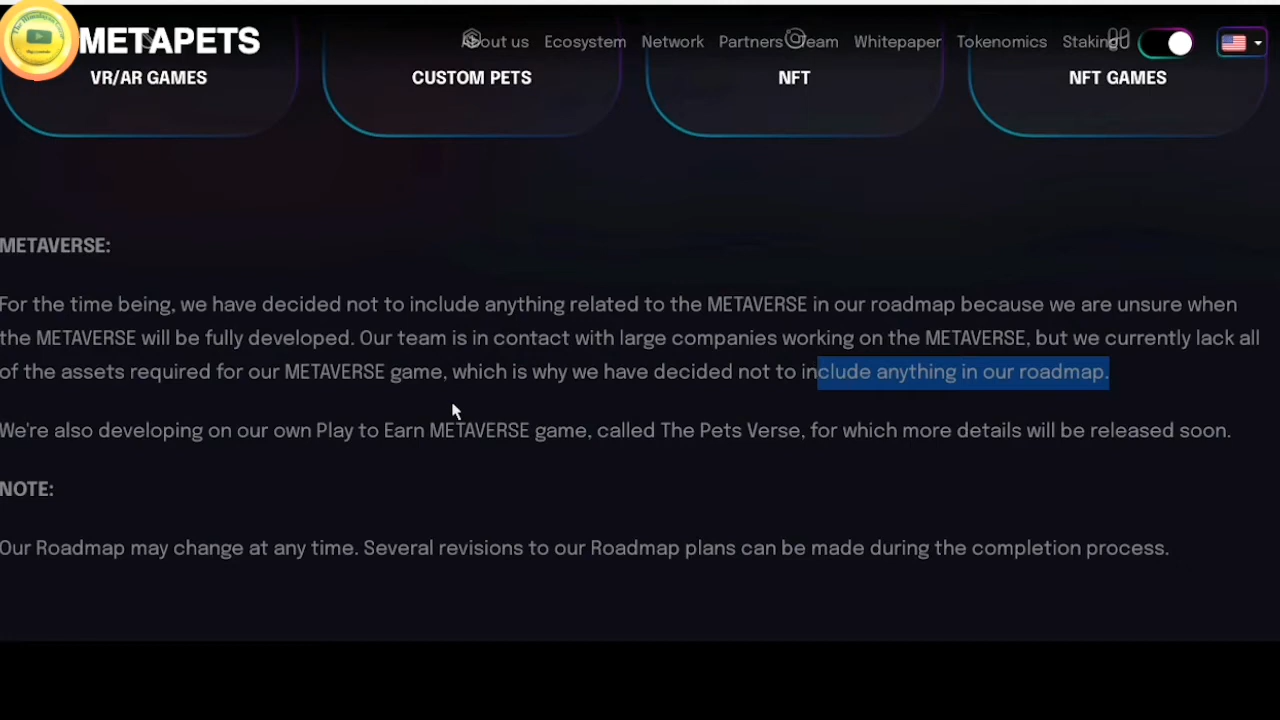 METAPETS
About us Ecosystem Network Partners Team Whitepaper Tokenomics Staking
VR/AR GAMES
CUSTOM PETS
NFT
NFT GAMES
METAVERSE:
For the time being, we have decided not to include anything related to the METAVERSE in our roadmap because we are unsure when
the METAVERSE will be fully developed. Our team is in contact with large companies working on the METAVERSE, but we currently lack all
of the assets required for our METAVERSE game, which is why we have decided not to include anything in our roadmap.
We're also developing on our own Play to Earn METAVERSE game, called The Pets Verse, for which more details will be released soon.
NOTE:
Our Roadmap may change at any time. Several revisions to our Roadmap plans can be made during the completion process.